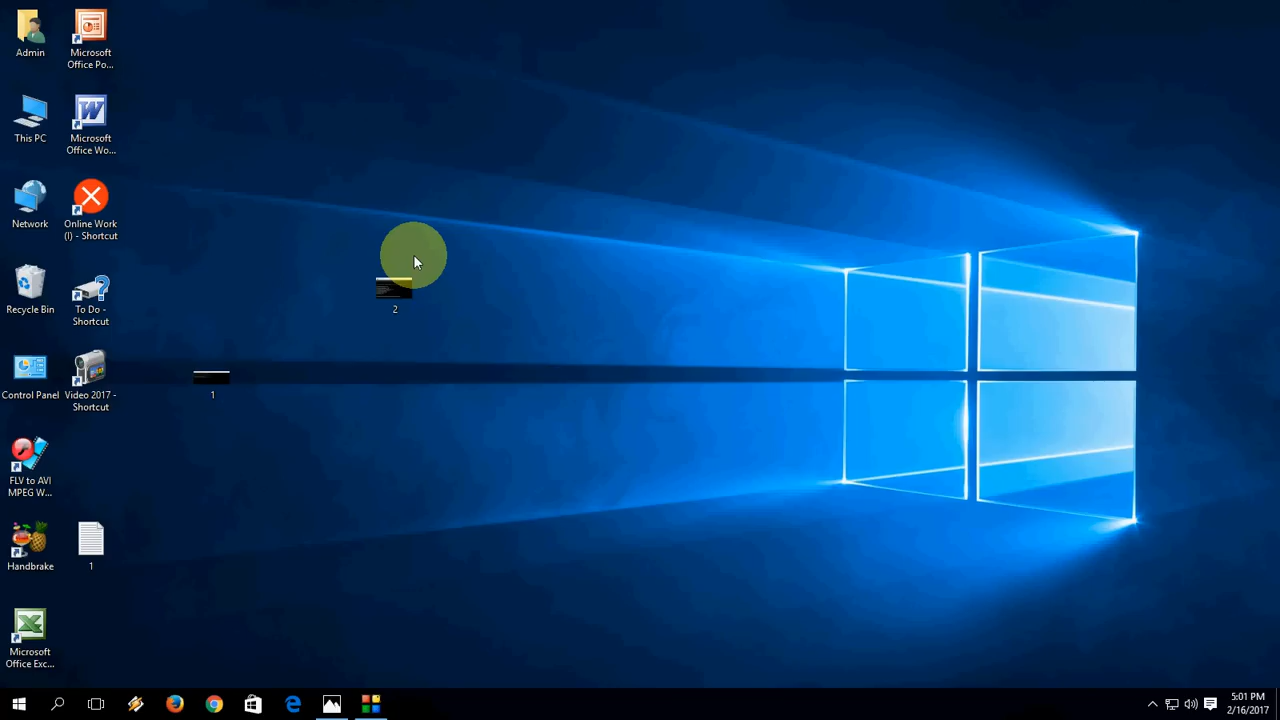 Admin
Microsoft
Office Po...
This PC
Microsoft
Office Wo...
Network
Online Work
(I) - Shortcut
Recycle Bin
To Do -
Shortcut
2
Control Panel
Video 2017 -
Shortcut
1
FLV to AVI
MPEG W...
Handbrake
1
Microsoft
Office Exc...
5:01 PM
2/16/2017